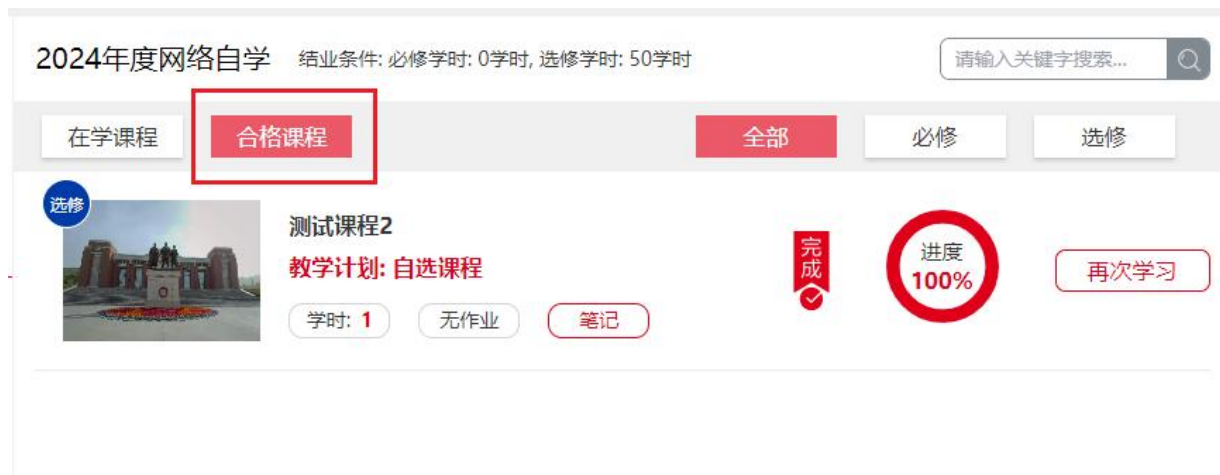 2024年度网络自学 结业条件: 必修学时: 0学时, 选修学时: 50学时 请输入关键字搜索...
在学课程 合格课程 全部 必修 选修
选修
测试课程2
教学计划: 自选课程
学时: 1 无作业 笔记
完成
进度
100%
再次学习